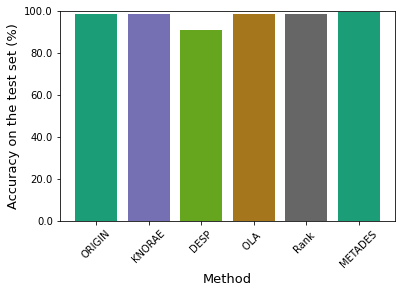 Accuracy on the test set (%)
100.0
80.0
60.0
40.0
20.0
0.0
ORIGIN
KNORAE
DESP
OLA
Rank
METADES
Method